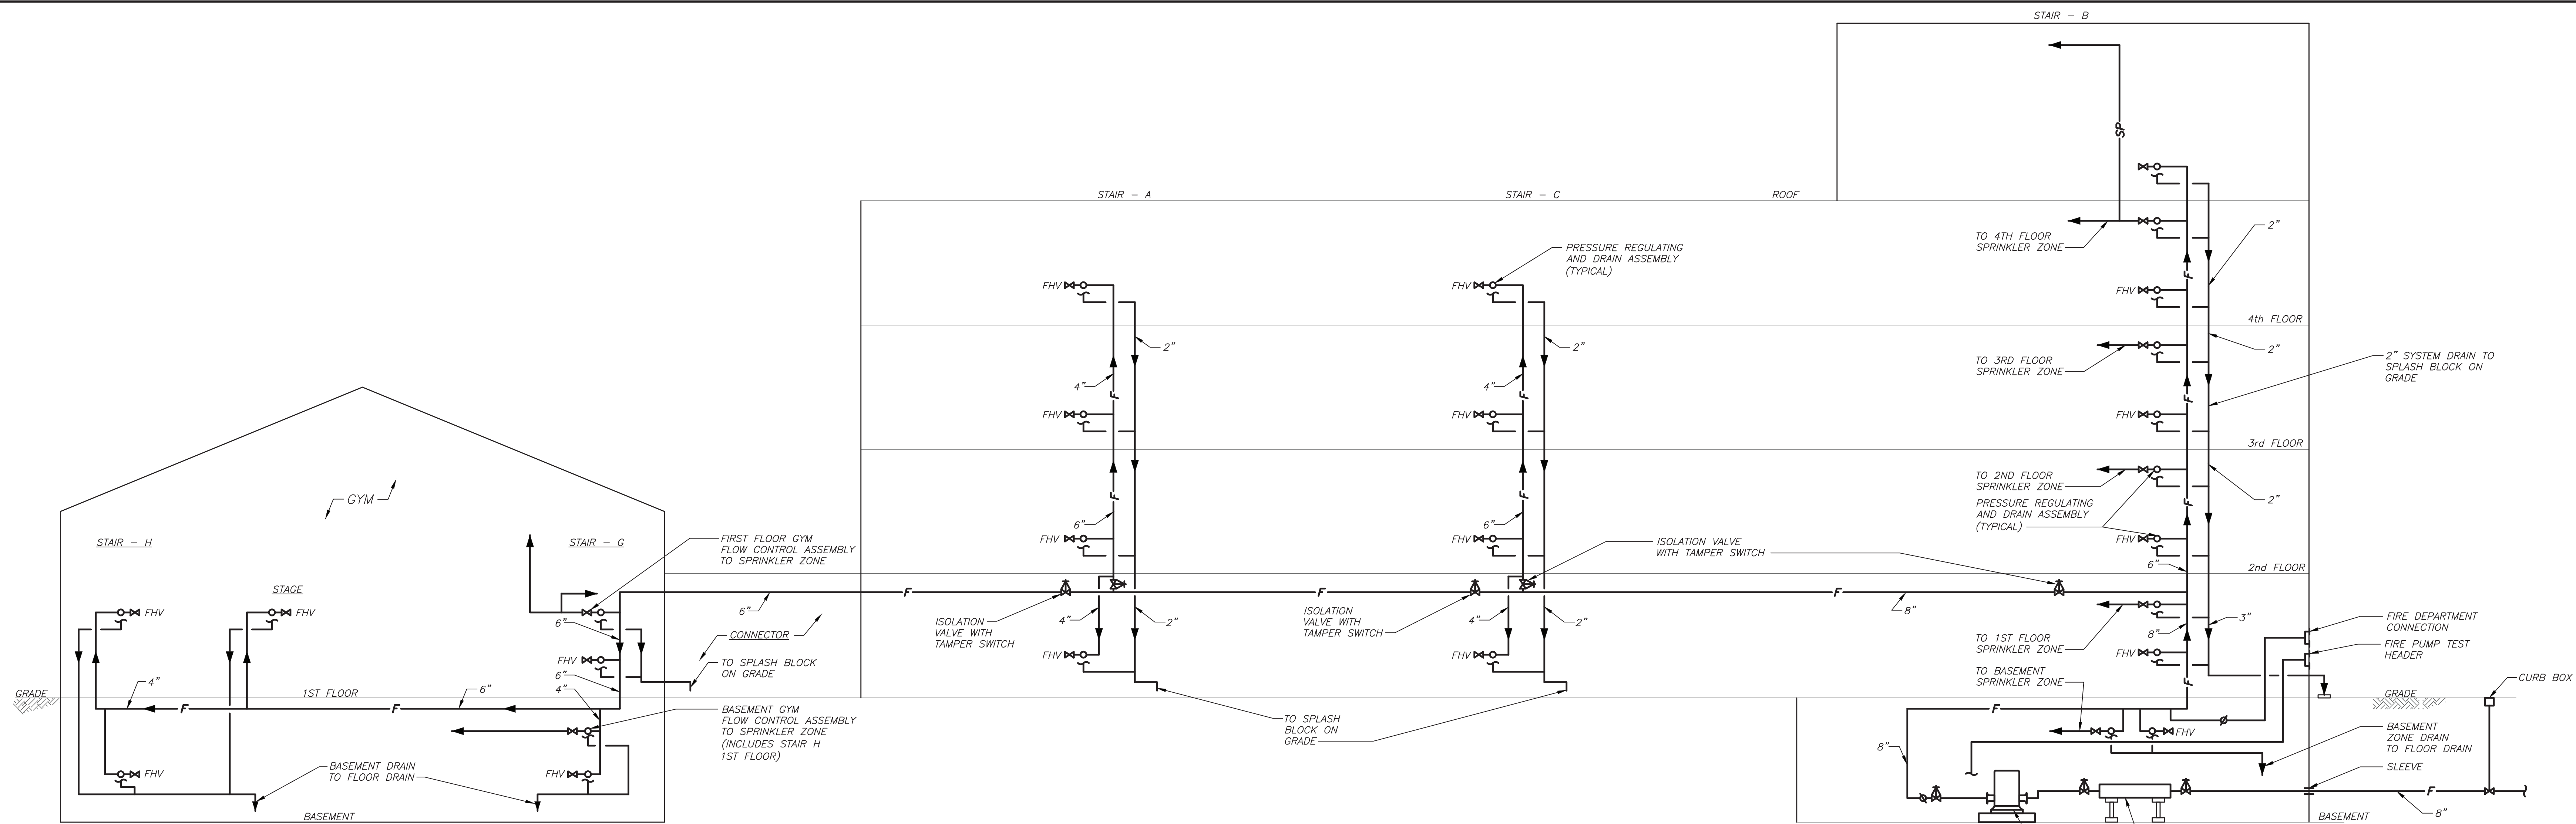 STAIR – B
SP
STAIR – A
STAIR – C
ROOF
TO 4TH FLOOR
SPRINKLER ZONE
2"
PRESSURE REGULATING
AND DRAIN ASSEMBLY
(TYPICAL)
FHV
FHV
FHV
F
4th FLOOR
2"
2"
2"
TO 3RD FLOOR
SPRINKLER ZONE
2" SYSTEM DRAIN TO
SPLASH BLOCK ON
GRADE
4"
4"
F
F
F
FHV
FHV
FHV
3rd FLOOR
TO 2ND FLOOR
SPRINKLER ZONE
PRESSURE REGULATING
AND DRAIN ASSEMBLY
(TYPICAL)
2"
GYM
F
F
F
6"
6"
STAIR – H
STAIR – G
FIRST FLOOR GYM
FLOW CONTROL ASSEMBLY
TO SPRINKLER ZONE
FHV
FHV
FHV
ISOLATION VALVE
WITH TAMPER SWITCH
6"
2nd FLOOR
STAGE
F
F
F
6"
8"
FHV
FHV
6"
CONNECTOR
ISOLATION
VALVE WITH
TAMPER SWITCH
4"
2"
ISOLATION
VALVE WITH
TAMPER SWITCH
4"
2"
TO 1ST FLOOR
SPRINKLER ZONE
8"
3"
FIRE DEPARTMENT
CONNECTION
FIRE PUMP TEST
HEADER
FHV
FHV
FHV
FHV
TO SPLASH BLOCK
ON GRADE
TO BASEMENT
SPRINKLER ZONE
F
CURB BOX
6"
4"
4"
6"
GRADE
1ST FLOOR
GRADE
F
F
F
BASEMENT GYM
FLOW CONTROL ASSEMBLY
TO SPRINKLER ZONE
(INCLUDES STAIR H
1ST FLOOR)
TO SPLASH
BLOCK ON
GRADE
FHV
8"
BASEMENT
ZONE DRAIN
TO FLOOR DRAIN
SLEEVE
FHV
FHV
BASEMENT DRAIN
TO FLOOR DRAIN
F
8"
BASEMENT
BASEMENT